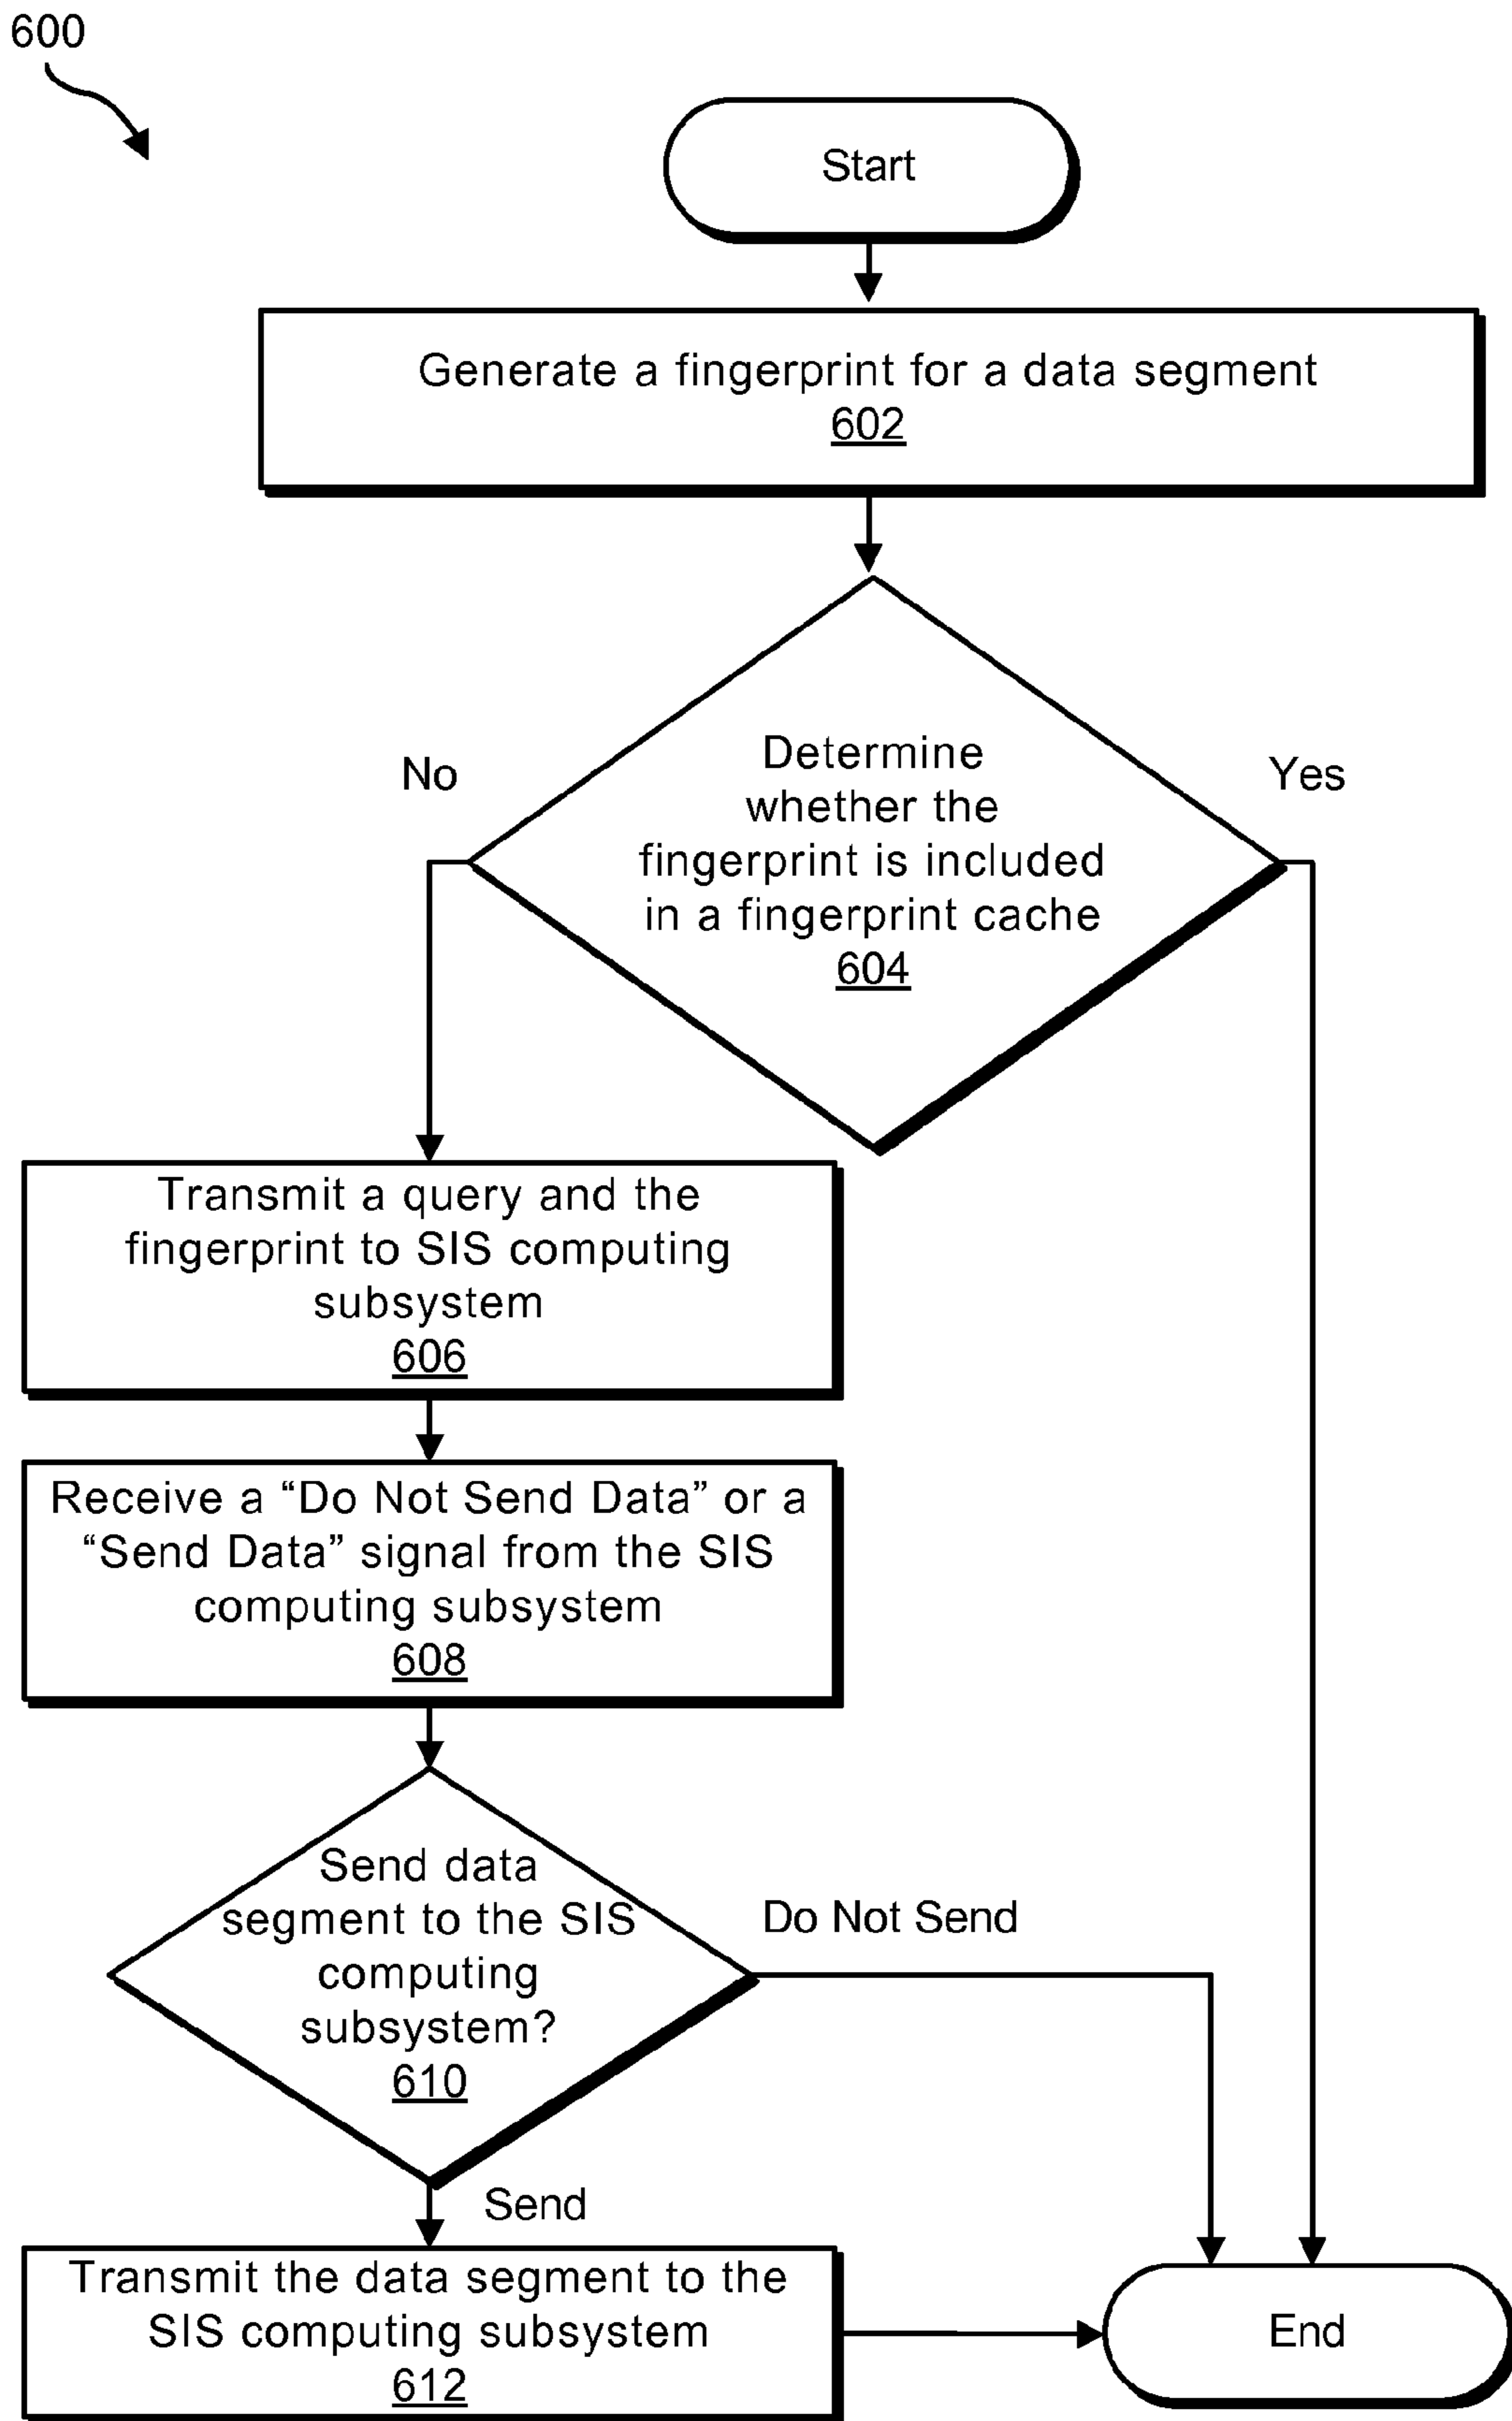 600
Start
Generate a fingerprint for a data segment
602
Determine
whether the
fingerprint is included
in a fingerprint cache
604
No
Yes
Transmit a query and the
fingerprint to SIS computing
subsystem
606
Receive a “Do Not Send Data” or a
“Send Data” signal from the SIS
computing subsystem
608
Send data
segment to the SIS
computing
subsystem?
610
Do Not Send
Send
Transmit the data segment to the
SIS computing subsystem
612
End